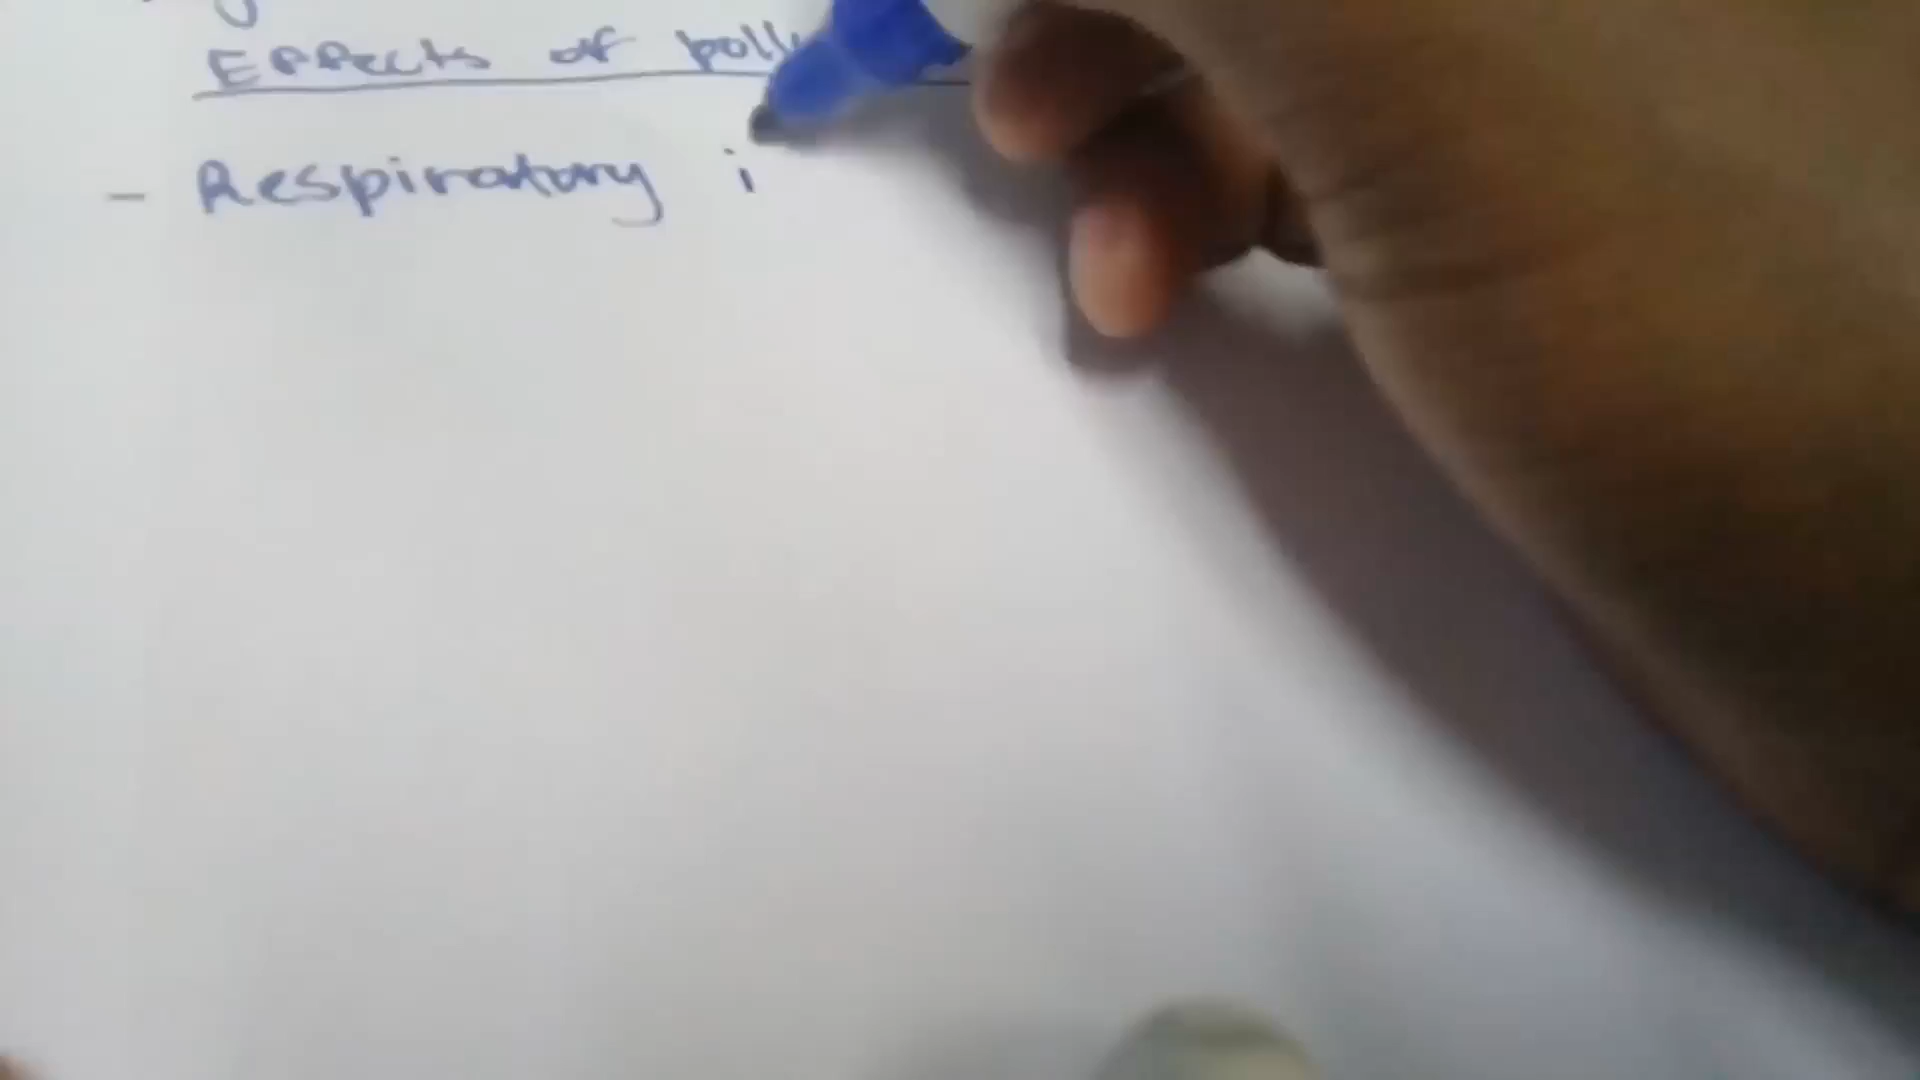 Effects of poll
- Respiratory i